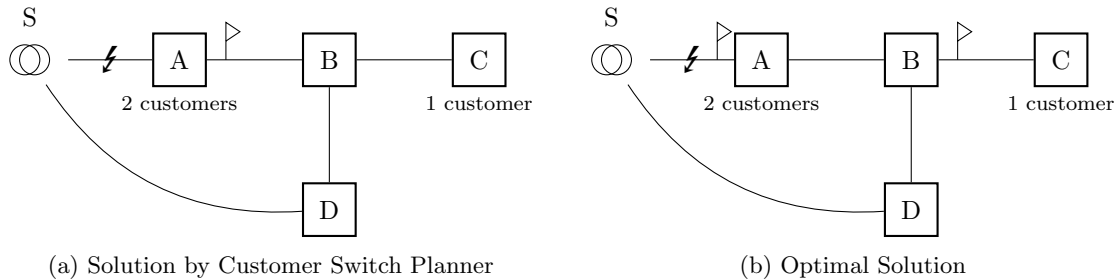 S
A
B
C
2 customers
1 customer
D
(a) Solution by Customer Switch Planner
S
A
B
C
2 customers
1 customer
D
(b) Optimal Solution